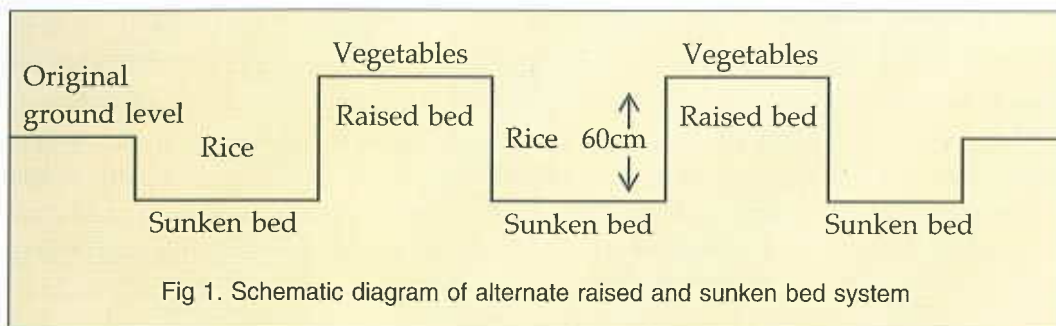 Vegetables
Vegetables
Original
ground level
Raised bed
Raised bed
Rice
Rice 60cm
Sunken bed
Sunken bed
Sunken bed
Fig 1. Schematic diagram of alternate raised and sunken bed system